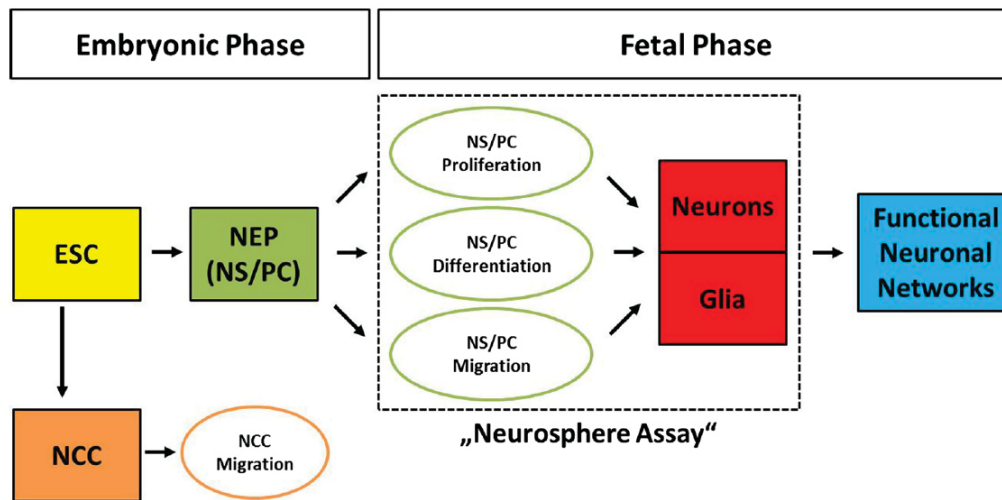 Embryonic Phase
Fetal Phase
NS/PC
Proliferation
NS/PC
Differentiation
NS/PC
Migration
ESC
NEP
(NS/PC)
Neurons
Glia
Functional
Neuronal
Networks
NCC
NCC
Migration
„Neurosphere Assay“